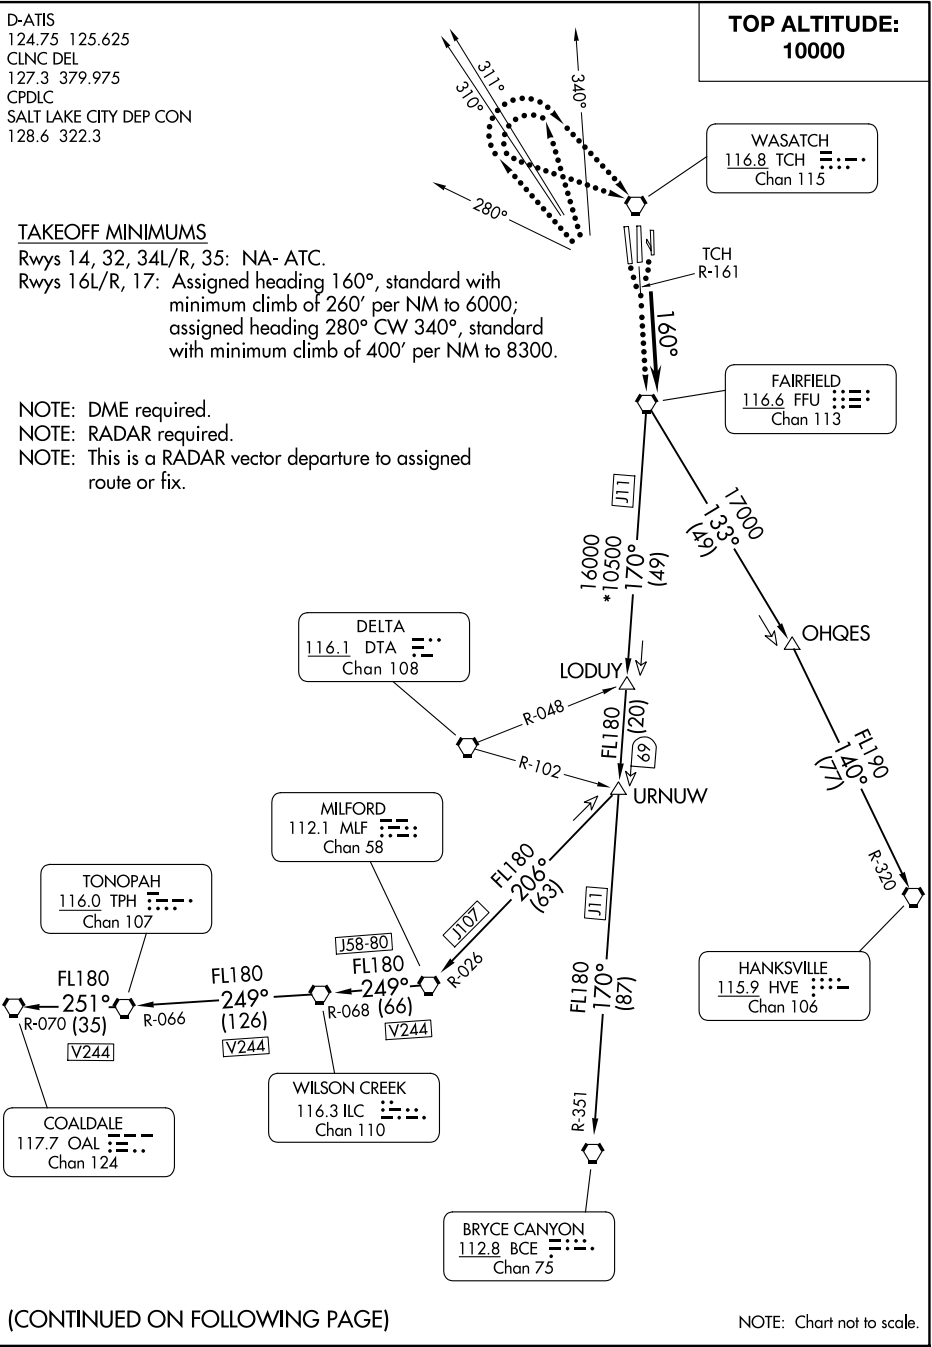 D-ATIS
124.75 125.625
CLNC DEL
127.3 379.975
CPDLC
SALT LAKE CITY DEP CON
128.6 322.3
TOP ALTITUDE:
10000
311°
310°
340°
280°
WASATCH
116.8 TCH
Chan 115
TAKEOFF MINIMUMS
Rwys 14, 32, 34L/R, 35: NA- ATC.
Rwys 16L/R, 17: Assigned heading 160°, standard with
minimum climb of 260' per NM to 6000;
assigned heading 280° CW 340°, standard
with minimum climb of 400' per NM to 8300.
TCH
R-161
160°
NOTE: DME required.
NOTE: RADAR required.
NOTE: This is a RADAR vector departure to assigned
route or fix.
FAIRFIELD
116.6 FFU
Chan 113
J11
16000
*10500
170°
(49)
17000
133°
(49)
OHQES
DELTA
116.1 DTA
Chan 108
LODUY
R-048
R-102
FL180
(20)
69
URNUW
FL190
140°
(77)
R-320
MILFORD
112.1 MLF
Chan 58
FL180
206°
(63)
J107
R-026
J11
FL180
170°
(87)
R-351
TONOPAH
116.0 TPH
Chan 107
J58-80
FL180
249°
(66)
R-068
V244
FL180
249°
(126)
R-066
V244
FL180
251°
(35)
R-070
V244
HANKSVILLE
115.9 HVE
Chan 106
WILSON CREEK
116.3 ILC
Chan 110
COALDALE
117.7 OAL
Chan 124
BRYCE CANYON
112.8 BCE
Chan 75
(CONTINUED ON FOLLOWING PAGE)
NOTE: Chart not to scale.